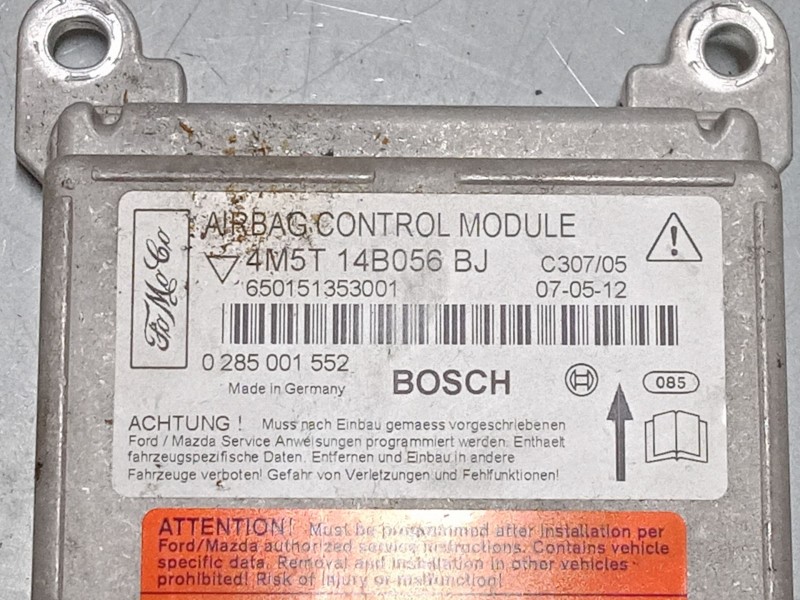 FoMoCo
AIRBAG CONTROL MODULE
4M5T 14B056 BJ
C307/05
650151353001
07-05-12
0 285 001 552
Made in Germany
BOSCH
085
ACHTUNG ! Muss nach Einbau gemaess vorgeschriebenen
Ford / Mazda Service Anweisungen programmiert werden. Enthaelt
fahrzeugspezifische Daten. Entfernen und Einbau in andere
Fahrzeuge verboten! Gefahr von Verletzungen und Fehlfunktionen!
ATTENTION! Must be programmed after installation per
Ford/Mazda authorized service instructions. Contains vehicle
specific data. Removal and installation in other vehicles
prohibited! Risk of injury or malfunction!